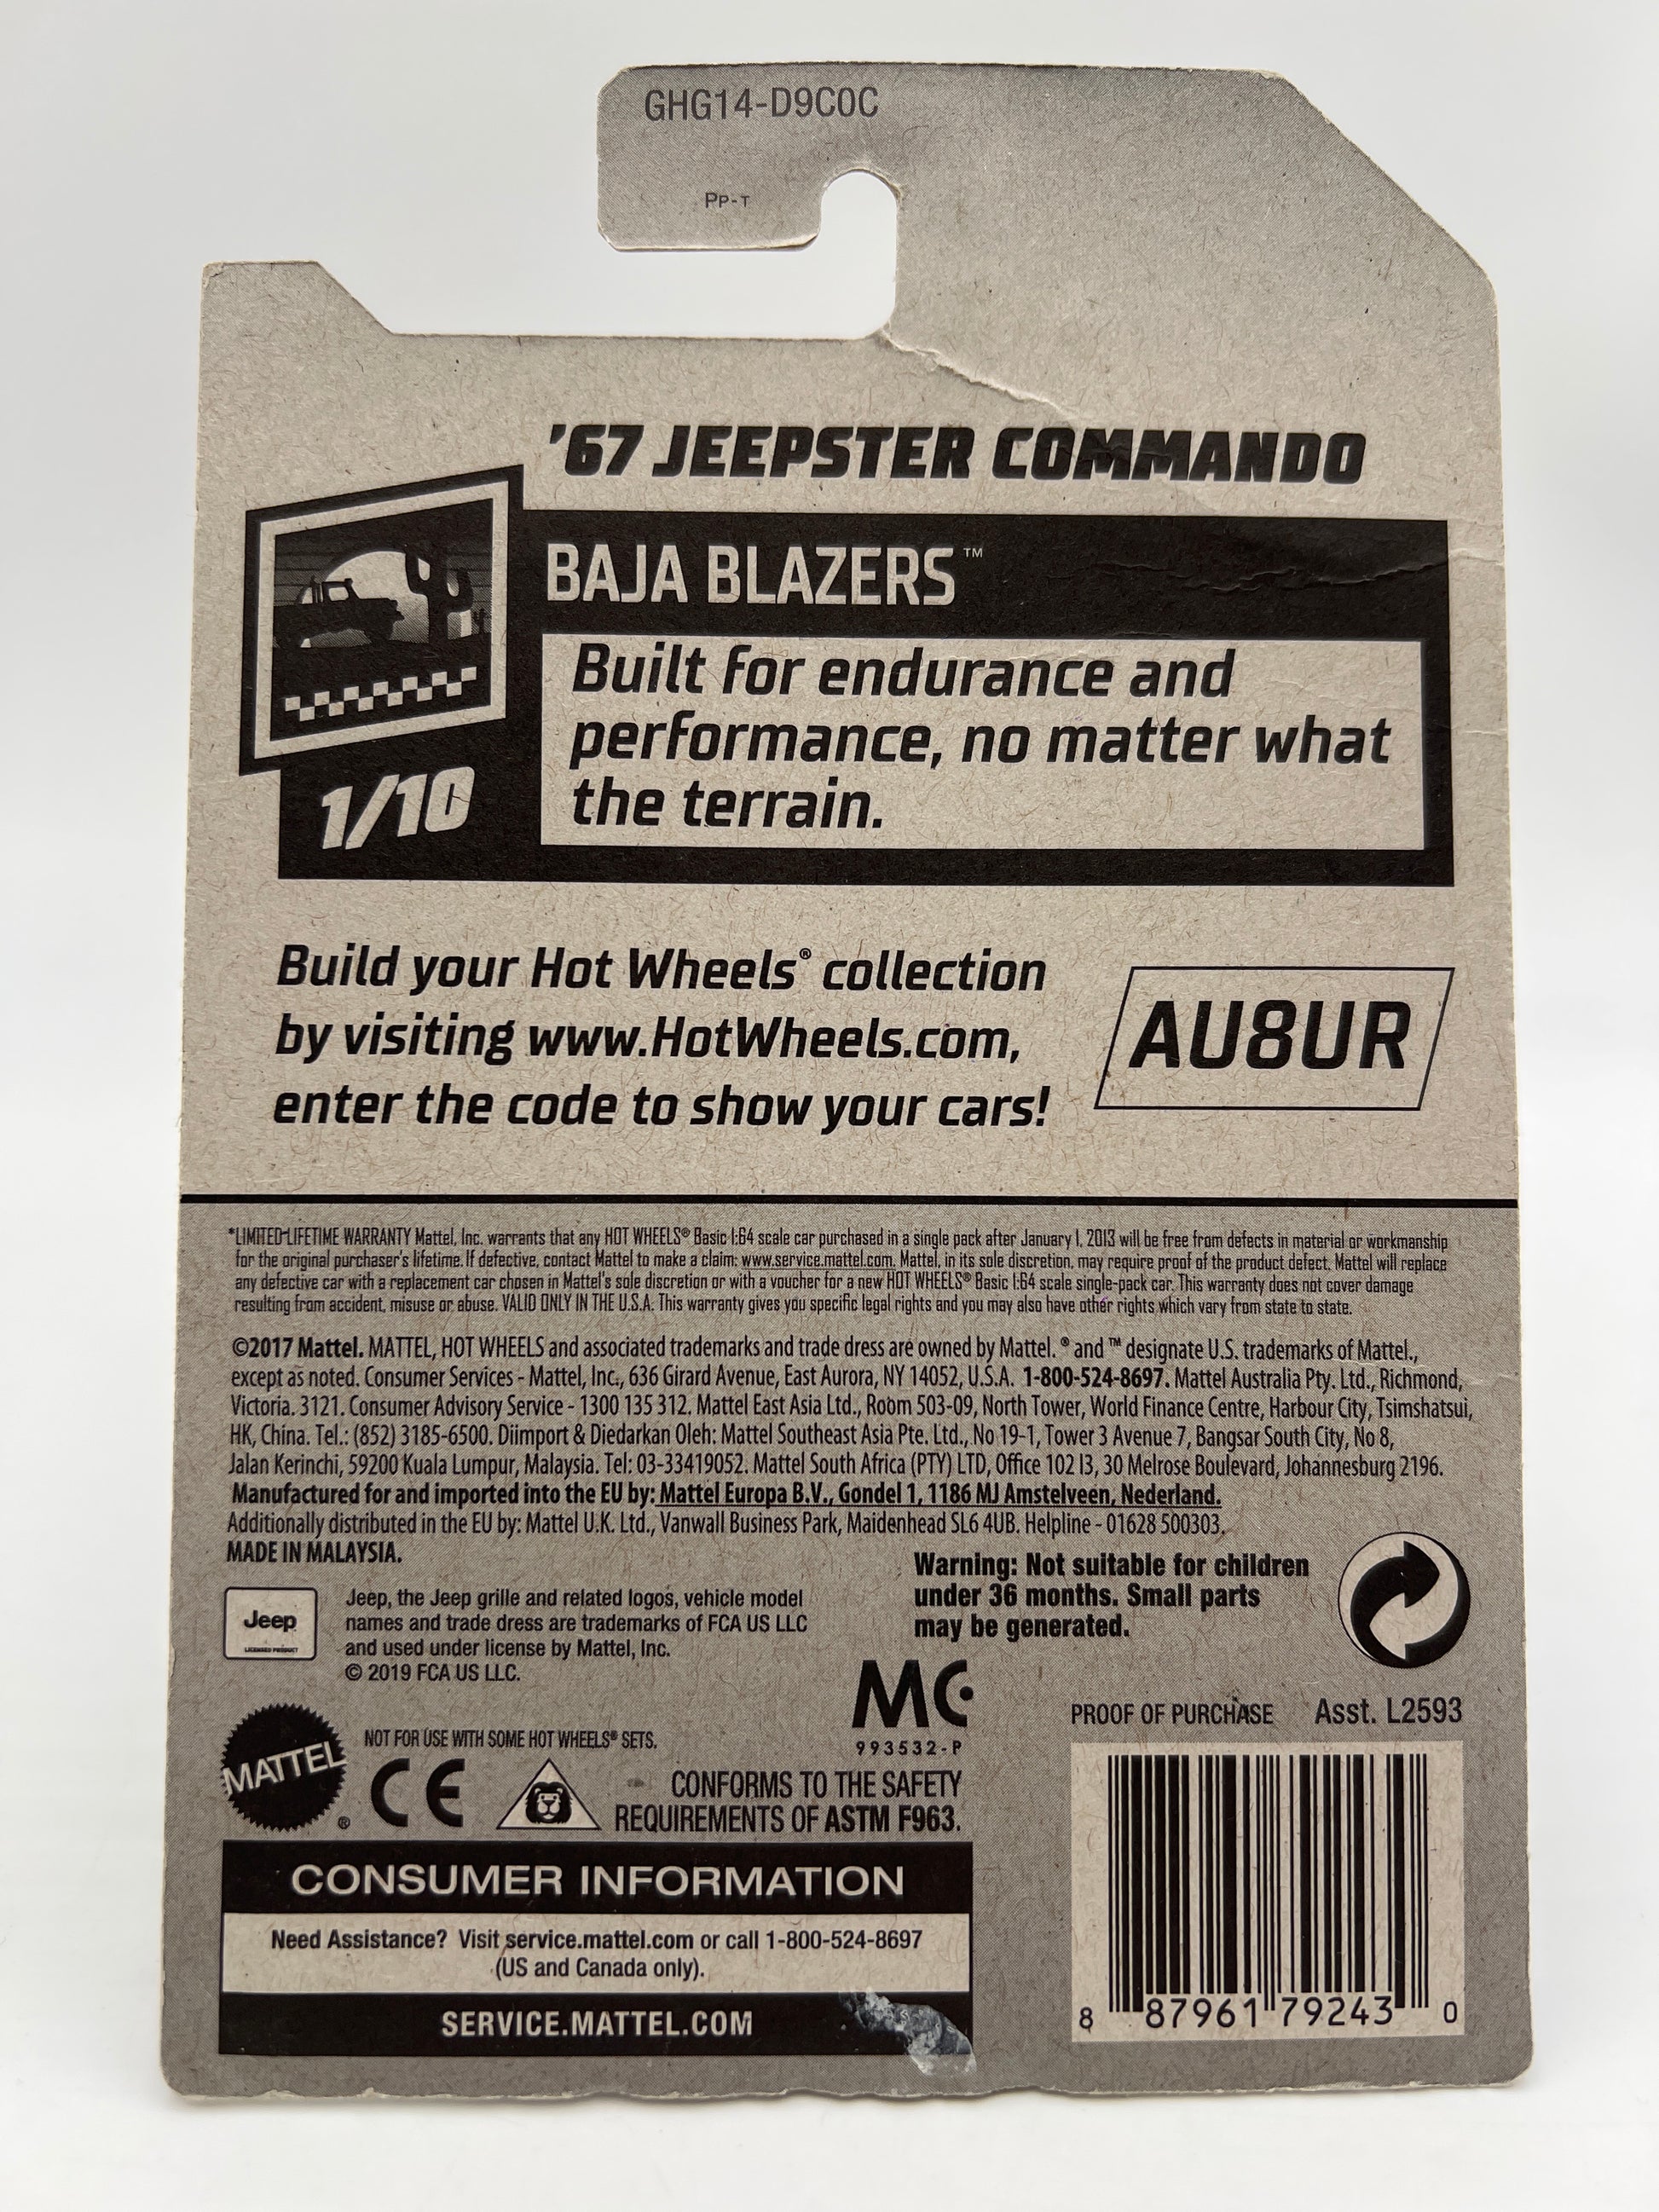 GHG14-D9C0C
PP-T
'67 JEEPSTER COMMANDO
BAJA BLAZERS™
Built for endurance and
performance, no matter what
the terrain.
1/10
Build your Hot Wheels® collection
by visiting www.HotWheels.com,
enter the code to show your cars!
AU8UR
*LIMITED LIFETIME WARRANTY Mattel, Inc. warrants that any HOT WHEELS® Basic 1:64 scale car purchased in a single pack after January 1, 2013 will be free from defects in material or workmanship
for the original purchaser's lifetime. If defective, contact Mattel to make a claim: www.service.mattel.com. Mattel, in its sole discretion, may require proof of the product defect. Mattel will replace
any defective car with a replacement car chosen in Mattel's sole discretion or with a voucher for a new HOT WHEELS® Basic 1:64 scale single-pack car. This warranty does not cover damage
resulting from accident, misuse or abuse. VALID ONLY IN THE U.S.A. This warranty gives you specific legal rights and you may also have other rights which vary from state to state.
©2017 Mattel. MATTEL, HOT WHEELS and associated trademarks and trade dress are owned by Mattel. ® and ™ designate U.S. trademarks of Mattel.,
except as noted. Consumer Services - Mattel, Inc., 636 Girard Avenue, East Aurora, NY 14052, U.S.A. 1-800-524-8697. Mattel Australia Pty. Ltd., Richmond,
Victoria. 3121. Consumer Advisory Service - 1300 135 312. Mattel East Asia Ltd., Room 503-09, North Tower, World Finance Centre, Harbour City, Tsimshatsui,
HK, China. Tel.: (852) 3185-6500. Diimport & Diedarkan Oleh: Mattel Southeast Asia Pte. Ltd., No 19-1, Tower 3 Avenue 7, Bangsar South City, No 8,
Jalan Kerinchi, 59200 Kuala Lumpur, Malaysia. Tel: 03-33419052. Mattel South Africa (PTY) LTD, Office 102 I3, 30 Melrose Boulevard, Johannesburg 2196.
Manufactured for and imported into the EU by: Mattel Europa B.V., Gondel 1, 1186 MJ Amstelveen, Nederland.
Additionally distributed in the EU by: Mattel U.K. Ltd., Vanwall Business Park, Maidenhead SL6 4UB. Helpline - 01628 500303.
MADE IN MALAYSIA.
Warning: Not suitable for children
under 36 months. Small parts
may be generated.
Jeep
LICENSED PRODUCT
Jeep, the Jeep grille and related logos, vehicle model
names and trade dress are trademarks of FCA US LLC
and used under license by Mattel, Inc.
© 2019 FCA US LLC.
MC
993532-P
PROOF OF PURCHASE Asst. L2593
MATTEL®
NOT FOR USE WITH SOME HOT WHEELS® SETS.
CE
CONFORMS TO THE SAFETY
REQUIREMENTS OF ASTM F963.
CONSUMER INFORMATION
Need Assistance? Visit service.mattel.com or call 1-800-524-8697
(US and Canada only).
SERVICE.MATTEL.COM
8 87961 79243 0